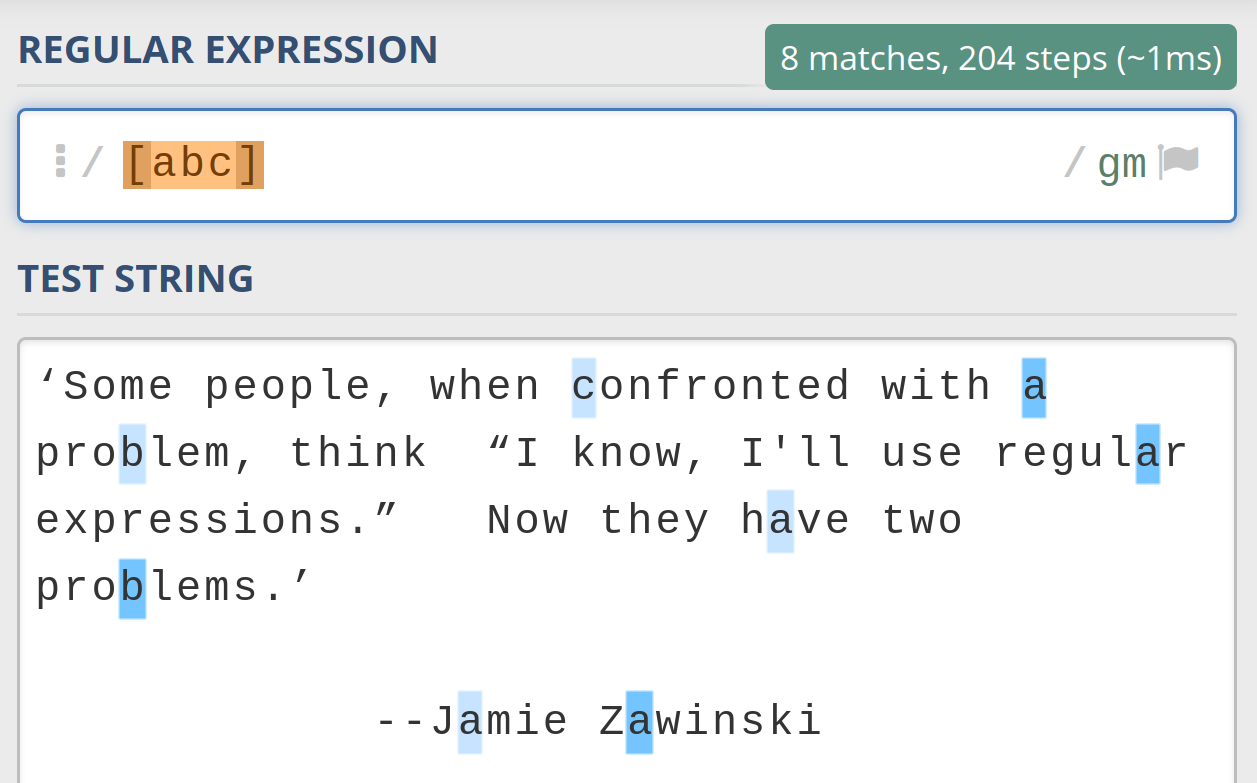 REGULAR EXPRESSION
8 matches, 204 steps (~1ms)
/ [abc] / gm
TEST STRING
‘Some people, when confronted with a
problem, think  “I know, I'll use regular
expressions.”   Now they have two
problems.’
--Jamie Zawinski